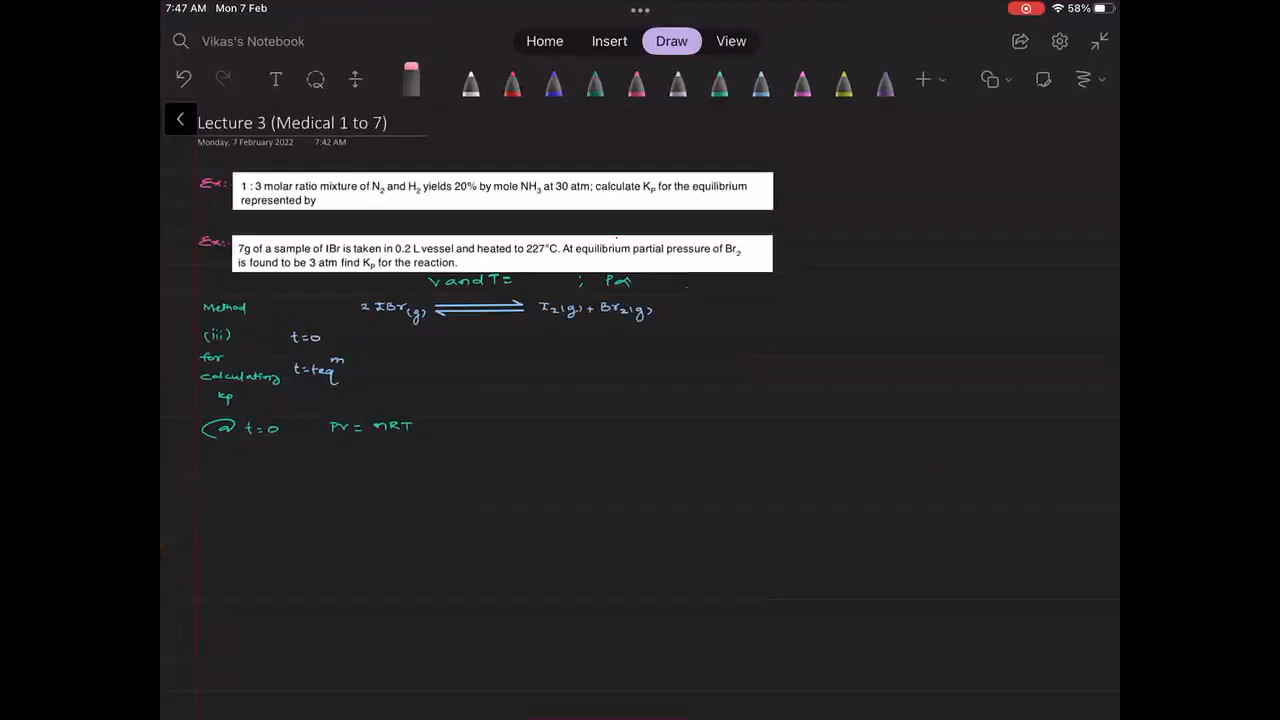 7:47 AM Mon 7 Feb
58%
Vikas's Notebook
Home Insert Draw View
Lecture 3 (Medical 1 to 7)
Monday, 7 February 2022 7:42 AM
Ex:
1 : 3 molar ratio mixture of N₂ and H₂ yields 20% by mole NH₃ at 30 atm; calculate Kₚ for the equilibrium
represented by
Ex:
7g of a sample of IBr is taken in 0.2 L vessel and heated to 227°C. At equilibrium partial pressure of Br₂
is found to be 3 atm find Kₚ for the reaction.
V and T = ; P∝
Method 2 IBr(g) ⇌ I₂(g) + Br₂(g)
(iii) t=0
for t=teqᵐ
calculating
Kp
@ t=0 PV = nRT